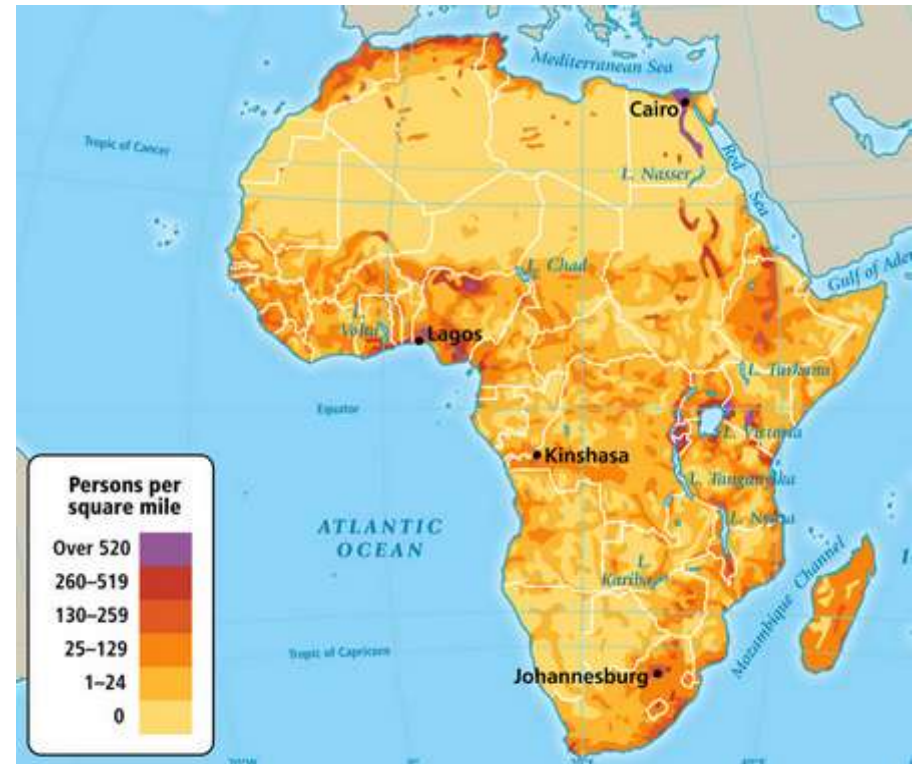 Mediterranean Sea
Cairo
Tropic of Cancer
L. Nasser
Red
Sea
L. Chad
Gulf of Aden
L.
Volta
Lagos
L. Turkana
Equator
L. Victoria
Kinshasa
L. Tanganyika
Persons per
square mile
Over 520
260–519
130–259
25–129
1–24
0
ATLANTIC
OCEAN
L. Nyasa
L.
Kariba
Mozambique Channel
Tropic of Capricorn
Johannesburg